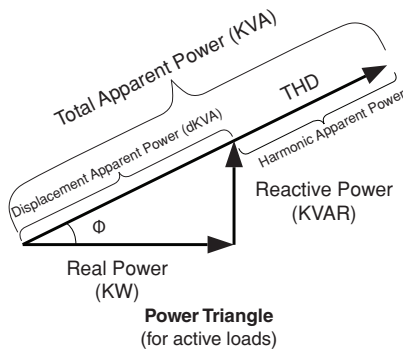 Total Apparent Power (KVA)
THD
Displacement Apparent Power (dKVA)
Harmonic Apparent Power
Φ
Reactive Power
(KVAR)
Real Power
(KW)
Power Triangle
(for active loads)